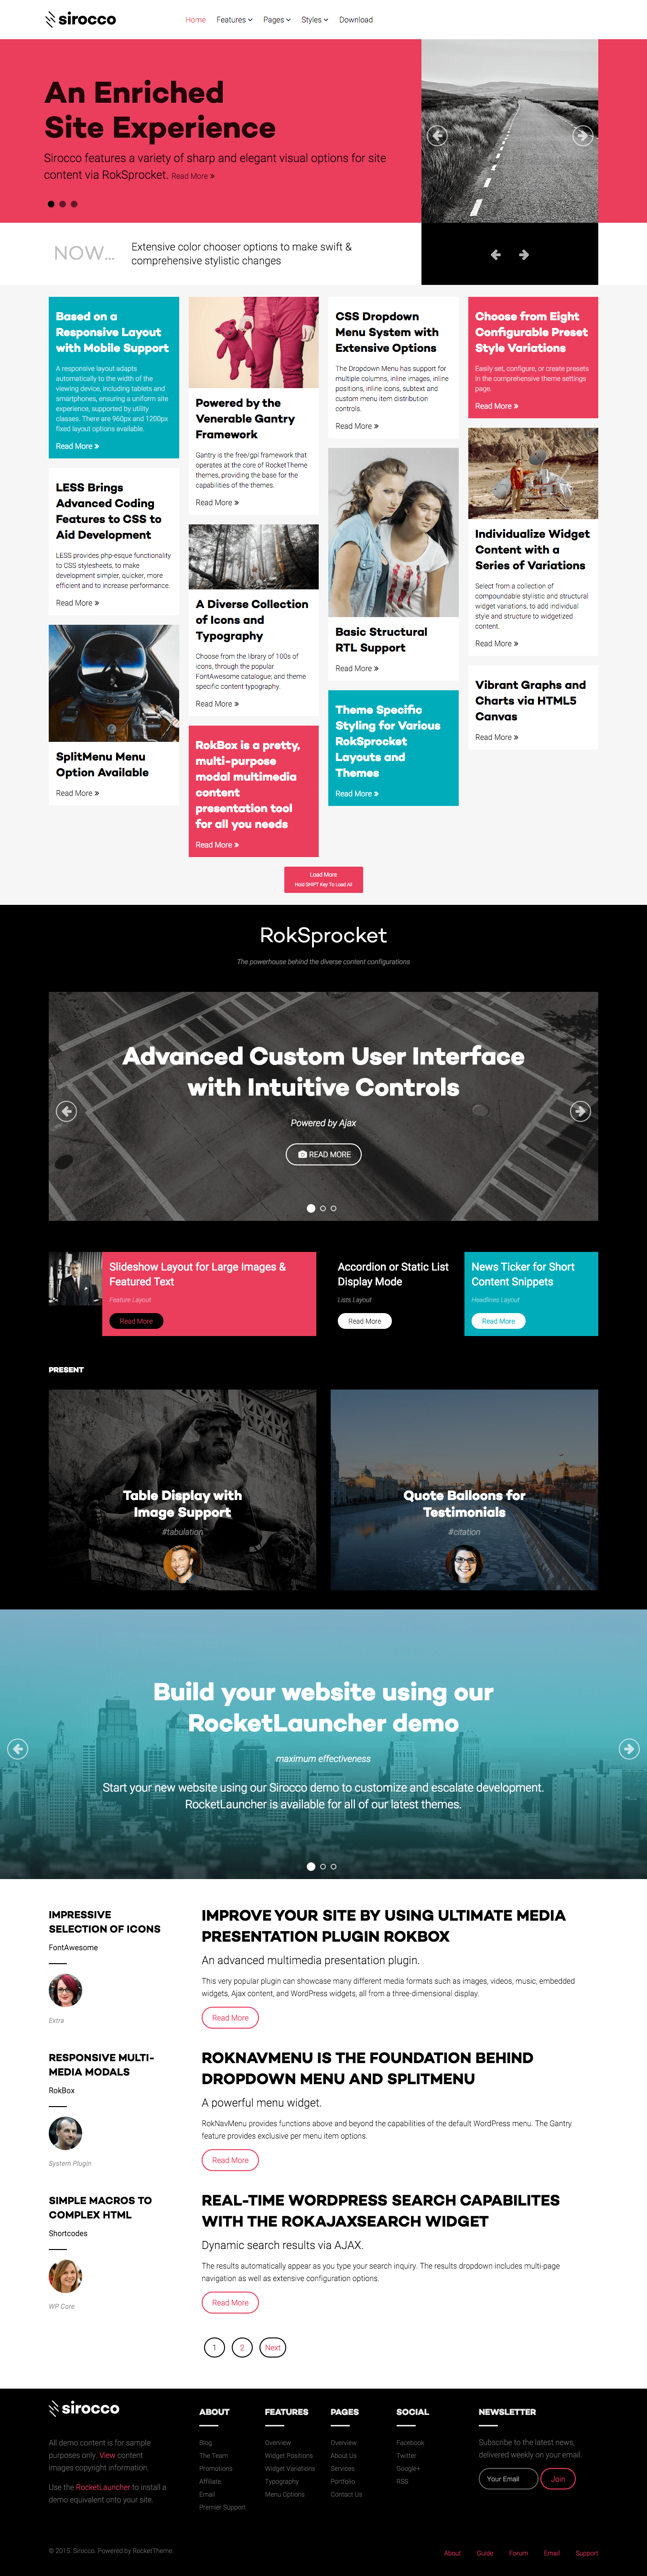 sirocco
Home Features Pages Styles Download
An Enriched
Site Experience
Sirocco features a variety of sharp and elegant visual options for site
content via RokSprocket. Read More »
NOW...
Extensive color chooser options to make swift &
comprehensive stylistic changes
Based on a
Responsive Layout
with Mobile Support
A responsive layout adapts
automatically to the width of the
viewing device, including tablets and
smartphones, ensuring a uniform site
experience, supported by utility
classes. There are 960px and 1200px
fixed layout options available.
Read More »
LESS Brings
Advanced Coding
Features to CSS to
Aid Development
LESS provides php-esque functionality
to CSS stylesheets, to make
development simpler, quicker, more
efficient and to increase performance.
Read More »
SplitMenu Menu
Option Available
Read More »
Powered by the
Venerable Gantry
Framework
Gantry is the free/gpl framework that
operates at the core of RocketTheme
themes, providing the base for the
capabilities of the themes.
Read More »
A Diverse Collection
of Icons and
Typography
Choose from the library of 100s of
icons, through the popular
FontAwesome catalogue; and theme
specific content typography.
Read More »
RokBox is a pretty,
multi-purpose
modal multimedia
content
presentation tool
for all you needs
Read More »
CSS Dropdown
Menu System with
Extensive Options
The Dropdown Menu has support for
multiple columns, inline images, inline
positions, inline icons, subtext and
custom menu item distribution
controls.
Read More »
Basic Structural
RTL Support
Read More »
Theme Specific
Styling for Various
RokSprocket
Layouts and
Themes
Read More »
Choose from Eight
Configurable Preset
Style Variations
Easily set, configure, or create presets
in the comprehensive theme settings
page.
Read More »
Individualize Widget
Content with a
Series of Variations
Select from a collection of
compoundable stylistic and structural
widget variations, to add individual
style and structure to widgetized
content.
Read More »
Vibrant Graphs and
Charts via HTML5
Canvas
Read More »
Load More
Hold SHIFT Key To Load All
RokSprocket
The powerhouse behind the diverse content configurations
Advanced Custom User Interface
with Intuitive Controls
Powered by Ajax
READ MORE
Slideshow Layout for Large Images &
Featured Text
Feature Layout
Read More
Accordion or Static List
Display Mode
Lists Layout
Read More
News Ticker for Short
Content Snippets
Headlines Layout
Read More
PRESENT
Table Display with
Image Support
#tabulation
Quote Balloons for
Testimonials
#citation
Build your website using our
RocketLauncher demo
maximum effectiveness
Start your new website using our Sirocco demo to customize and escalate development.
RocketLauncher is available for all of our latest themes.
IMPRESSIVE
SELECTION OF ICONS
FontAwesome
Extra
IMPROVE YOUR SITE BY USING ULTIMATE MEDIA
PRESENTATION PLUGIN ROKBOX
An advanced multimedia presentation plugin.
This very popular plugin can showcase many different media formats such as images, videos, music, embedded
widgets, Ajax content, and WordPress widgets, all from a three-dimensional display.
Read More
RESPONSIVE MULTI-
MEDIA MODALS
RokBox
System Plugin
ROKNAVMENU IS THE FOUNDATION BEHIND
DROPDOWN MENU AND SPLITMENU
A powerful menu widget.
RokNavMenu provides functions above and beyond the capabilities of the default WordPress menu. The Gantry
feature provides exclusive per menu item options.
Read More
SIMPLE MACROS TO
COMPLEX HTML
Shortcodes
WP Core
REAL-TIME WORDPRESS SEARCH CAPABILITES
WITH THE ROKAJAXSEARCH WIDGET
Dynamic search results via AJAX.
The results automatically appear as you type your search inquiry. The results dropdown includes multi-page
navigation as well as extensive configuration options.
Read More
1 2 Next
sirocco
All demo content is for sample
purposes only. View content
images copyright information.
Use the RocketLauncher to install a
demo equivalent onto your site.
ABOUT
Blog
The Team
Promotions
Affiliate
Email
Premier Support
FEATURES
Overview
Widget Positions
Widget Variations
Typography
Menu Options
PAGES
Overview
About Us
Services
Portfolio
Contact Us
SOCIAL
Facebook
Twitter
Google+
RSS
NEWSLETTER
Subscribe to the latest news,
delivered weekly on your email.
Your Email Join
© 2015. Sirocco. Powered by RocketTheme.
About Guide Forum Email Support